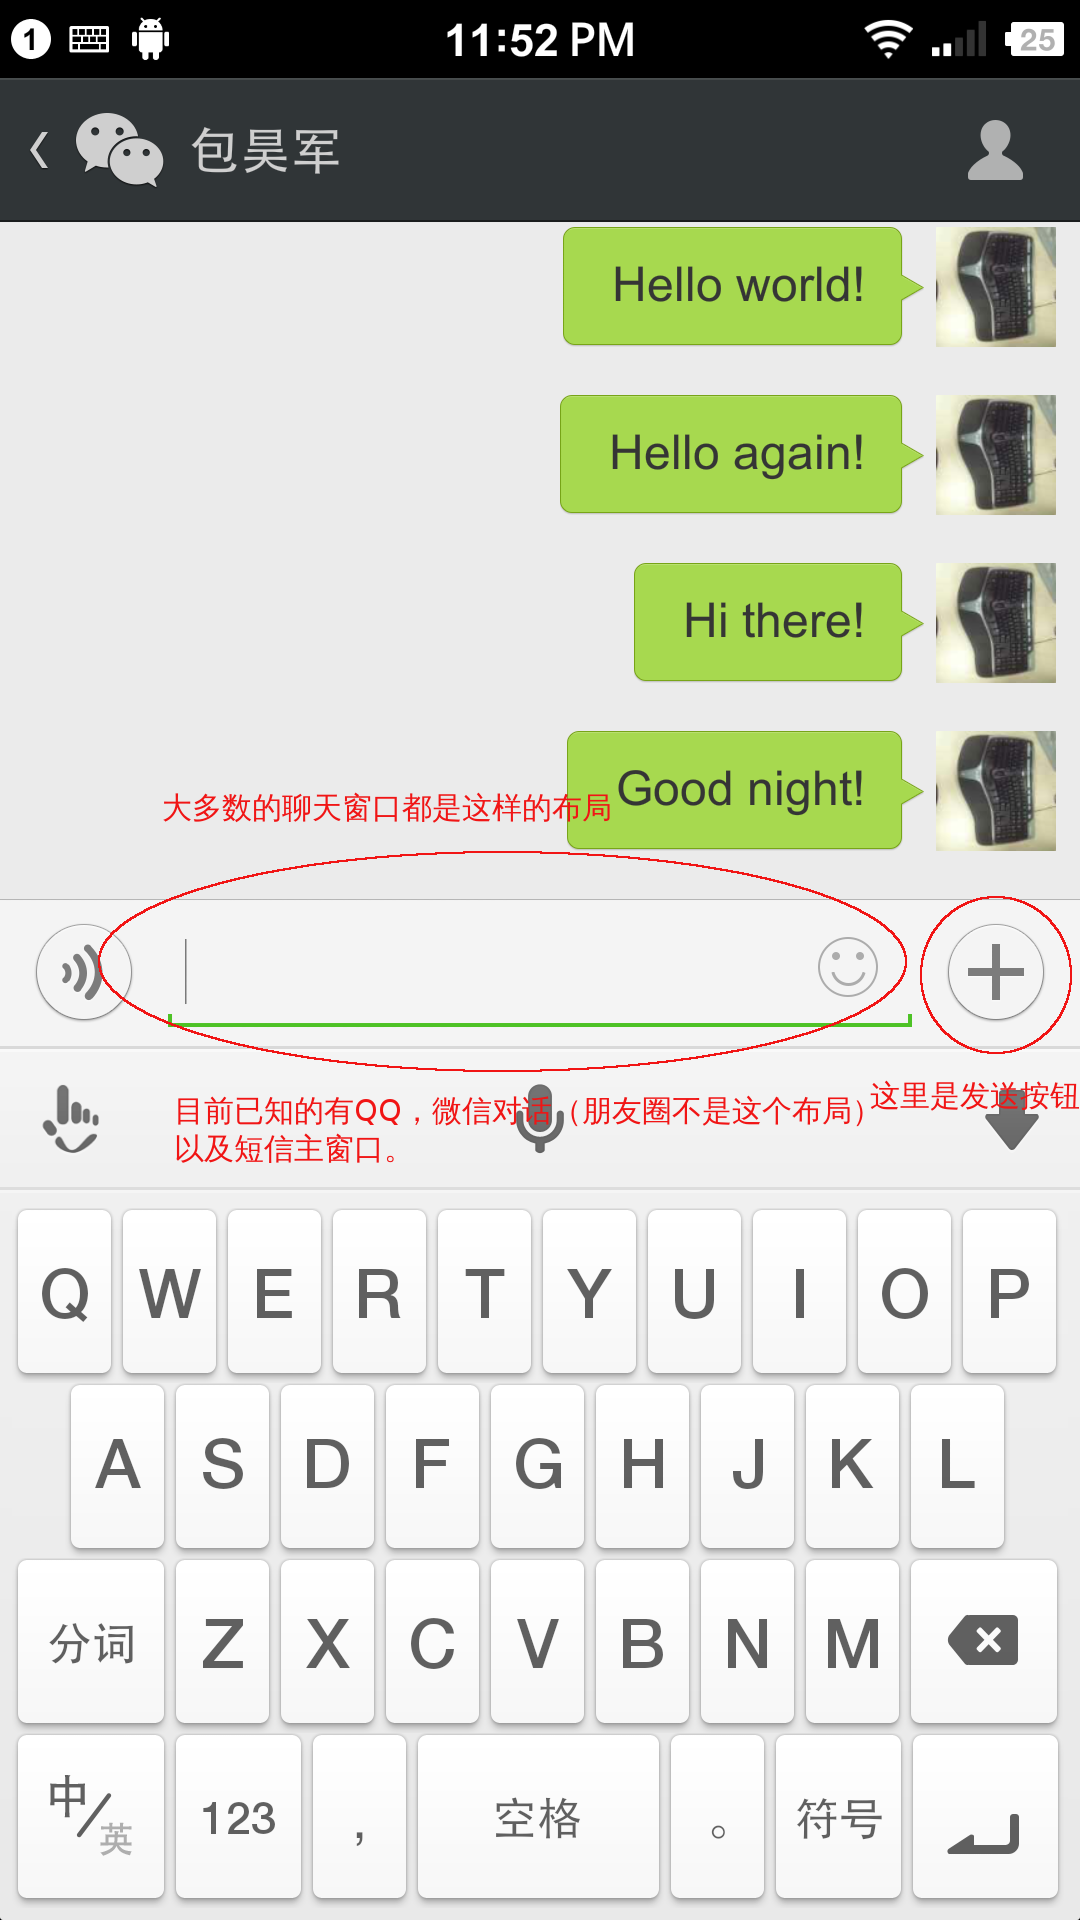 1 11:52 PM 25
包昊军
Hello world!
Hello again!
Hi there!
Good night!
大多数的聊天窗口都是这样的布局
这里是发送按钮
目前已知的有QQ，微信对话（朋友圈不是这个布局）
以及短信主窗口。
Q W E R T Y U I O P
A S D F G H J K L
分词 Z X C V B N M
中/英 123 , 空格 。 符号